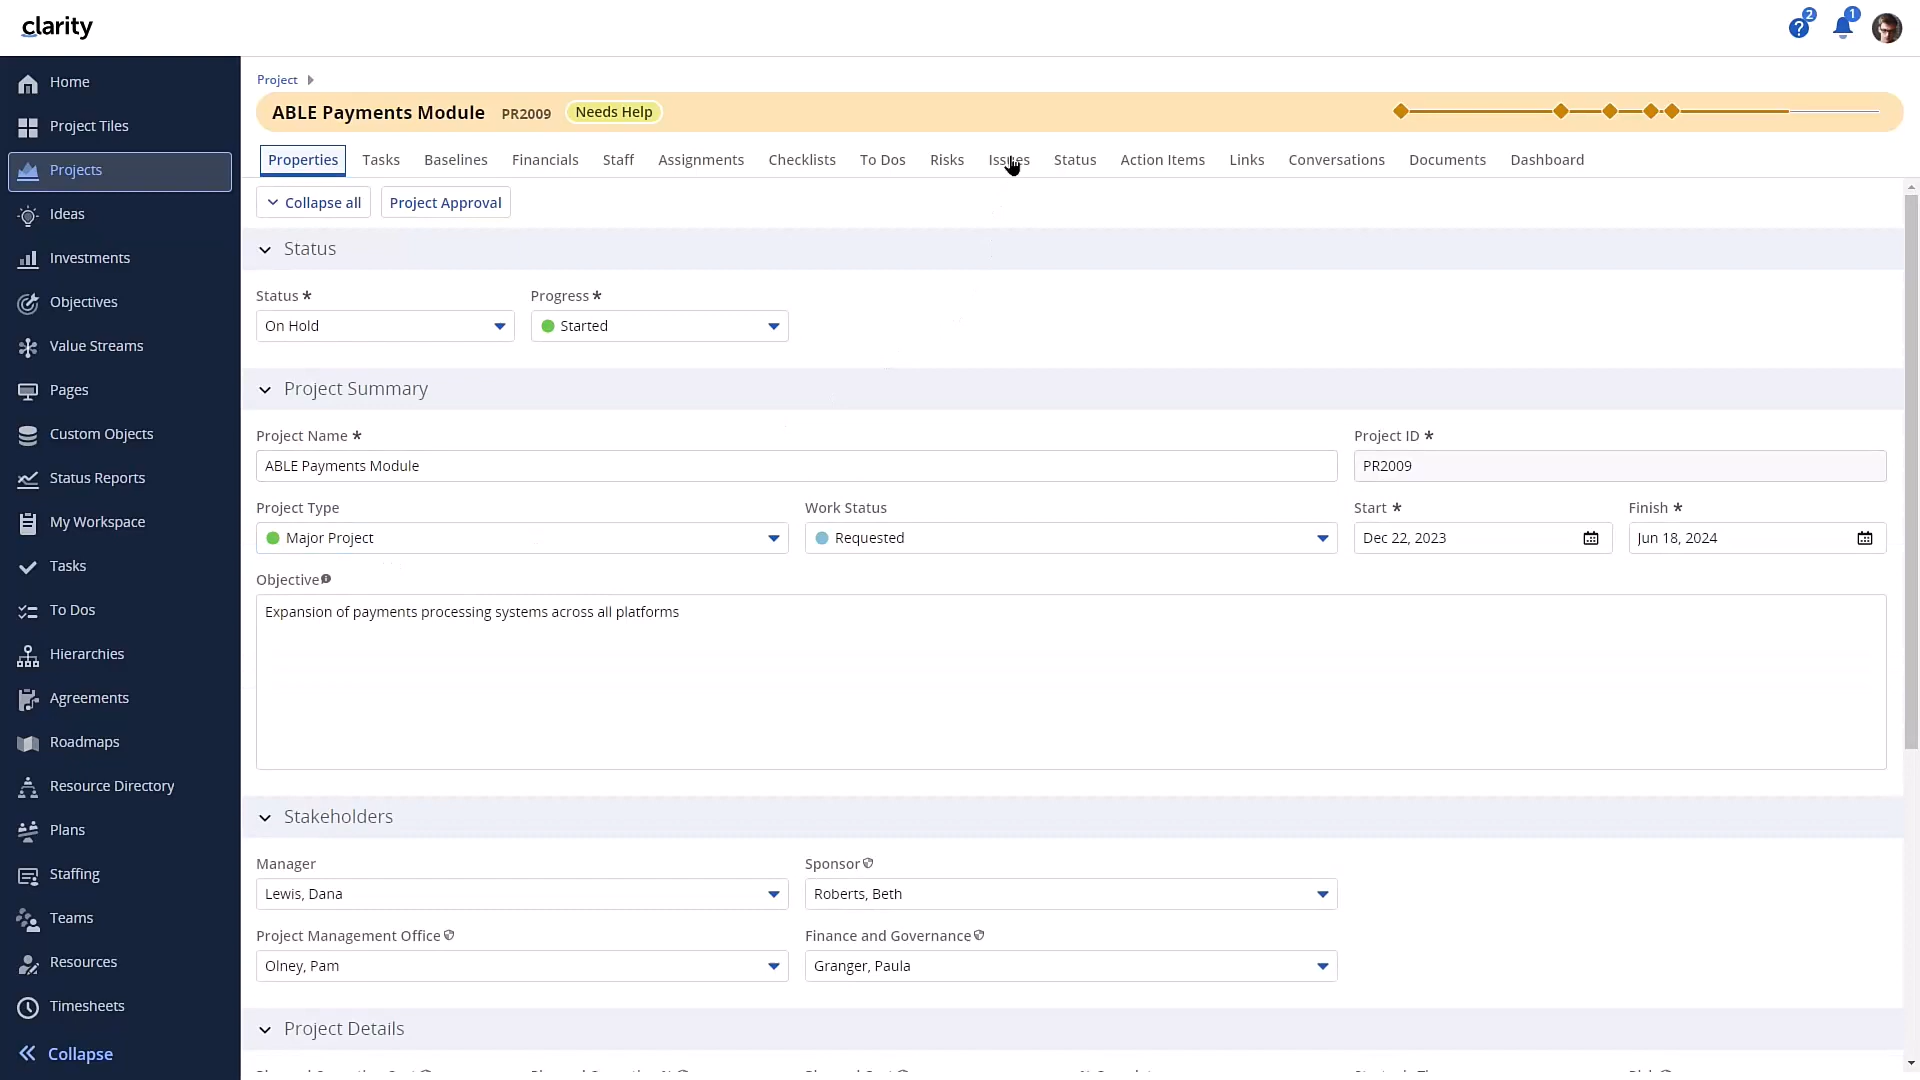 clarity
2
1
Home
Project Tiles
Projects
Ideas
Investments
Objectives
Value Streams
Pages
Custom Objects
Status Reports
My Workspace
Tasks
To Dos
Hierarchies
Agreements
Roadmaps
Resource Directory
Plans
Staffing
Teams
Resources
Timesheets
Collapse
Project
ABLE Payments Module PR2009 Needs Help
Properties Tasks Baselines Financials Staff Assignments Checklists To Dos Risks Issues Status Action Items Links Conversations Documents Dashboard
Collapse all Project Approval
Status
Status * Progress *
On Hold Started
Project Summary
Project Name * Project ID *
ABLE Payments Module PR2009
Project Type Work Status Start * Finish *
Major Project Requested Dec 22, 2023 Jun 18, 2024
Objective
Expansion of payments processing systems across all platforms
Stakeholders
Manager Sponsor
Lewis, Dana Roberts, Beth
Project Management Office Finance and Governance
Olney, Pam Granger, Paula
Project Details